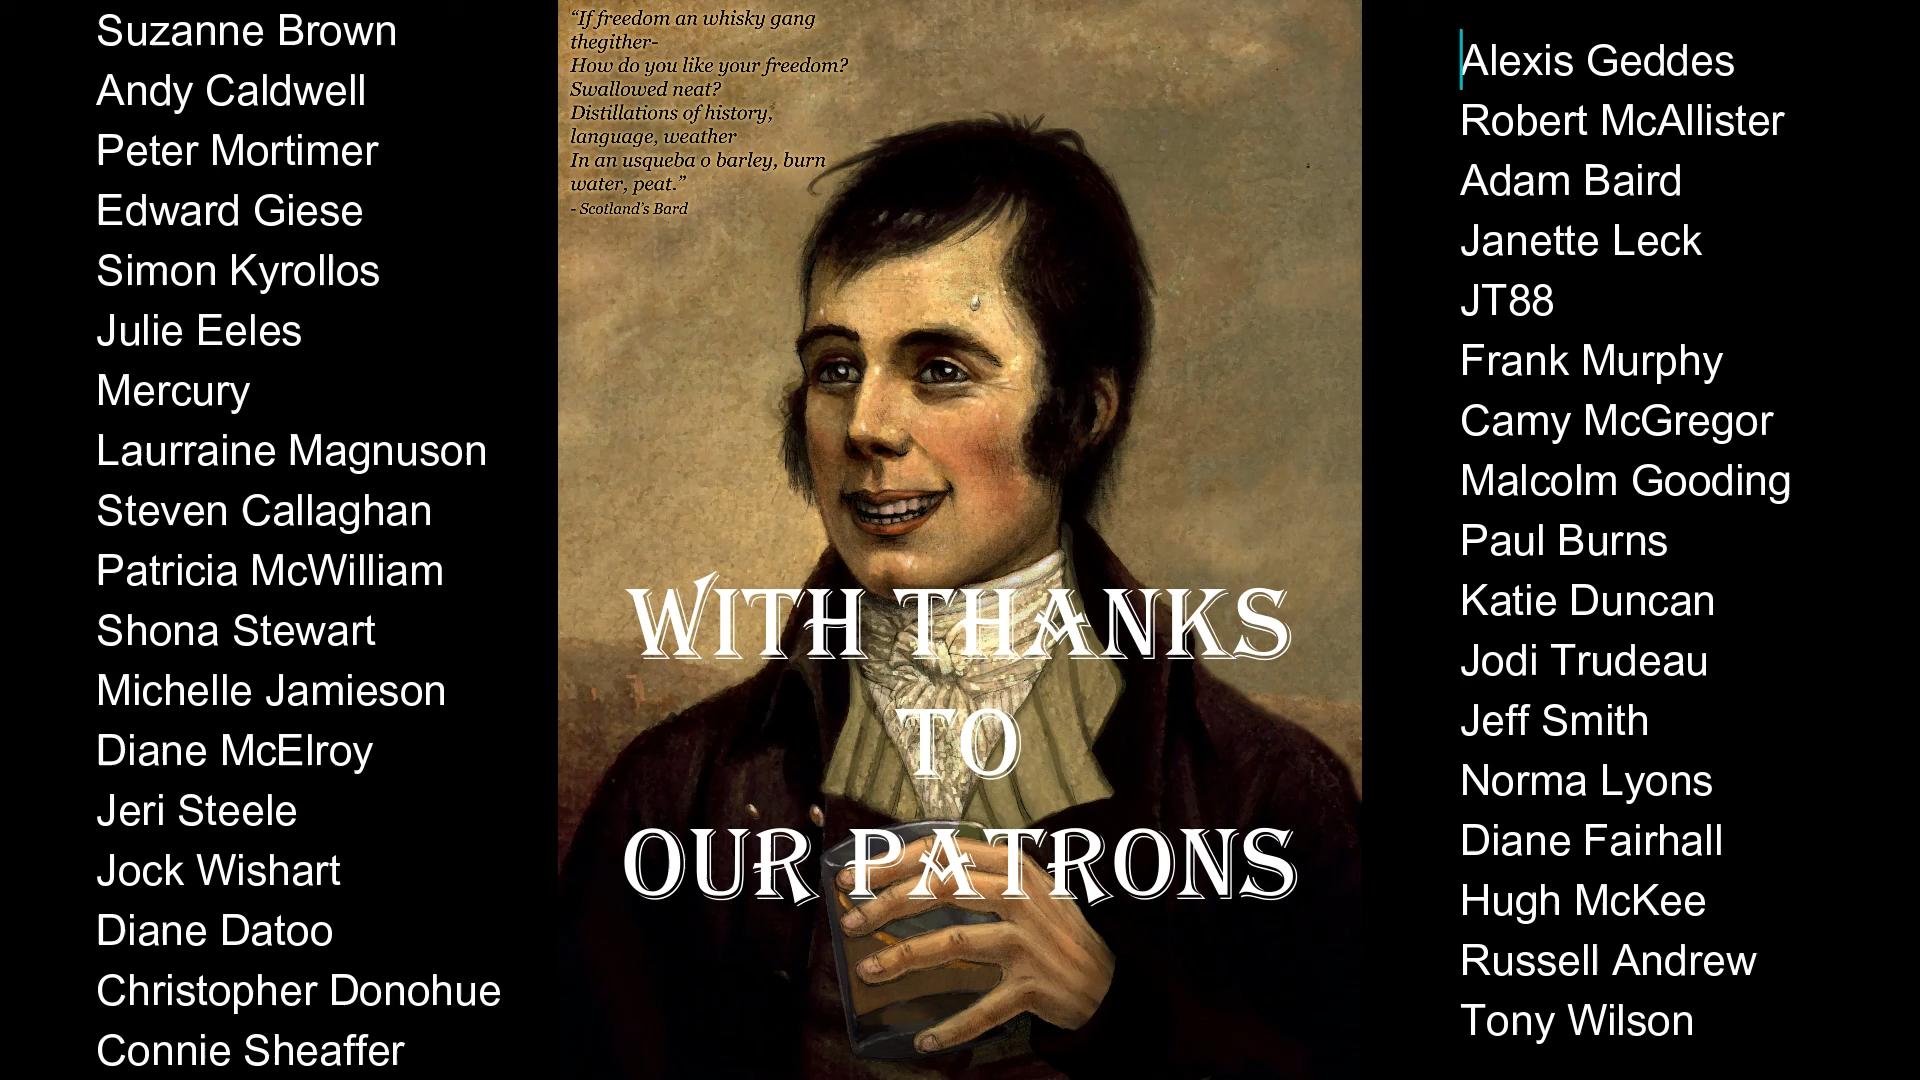 Suzanne Brown
Andy Caldwell
Peter Mortimer
Edward Giese
Simon Kyrollos
Julie Eeles
Mercury
Laurraine Magnuson
Steven Callaghan
Patricia McWilliam
Shona Stewart
Michelle Jamieson
Diane McElroy
Jeri Steele
Jock Wishart
Diane Datoo
Christopher Donohue
Connie Sheaffer
“If freedom an whisky gang
thegither-
How do you like your freedom?
Swallowed neat?
Distillations of history,
language, weather
In an usqueba o barley, burn
water, peat.”
- Scotland’s Bard
WITH THANKS
TO
OUR PATRONS
Alexis Geddes
Robert McAllister
Adam Baird
Janette Leck
JT88
Frank Murphy
Camy McGregor
Malcolm Gooding
Paul Burns
Katie Duncan
Jodi Trudeau
Jeff Smith
Norma Lyons
Diane Fairhall
Hugh McKee
Russell Andrew
Tony Wilson